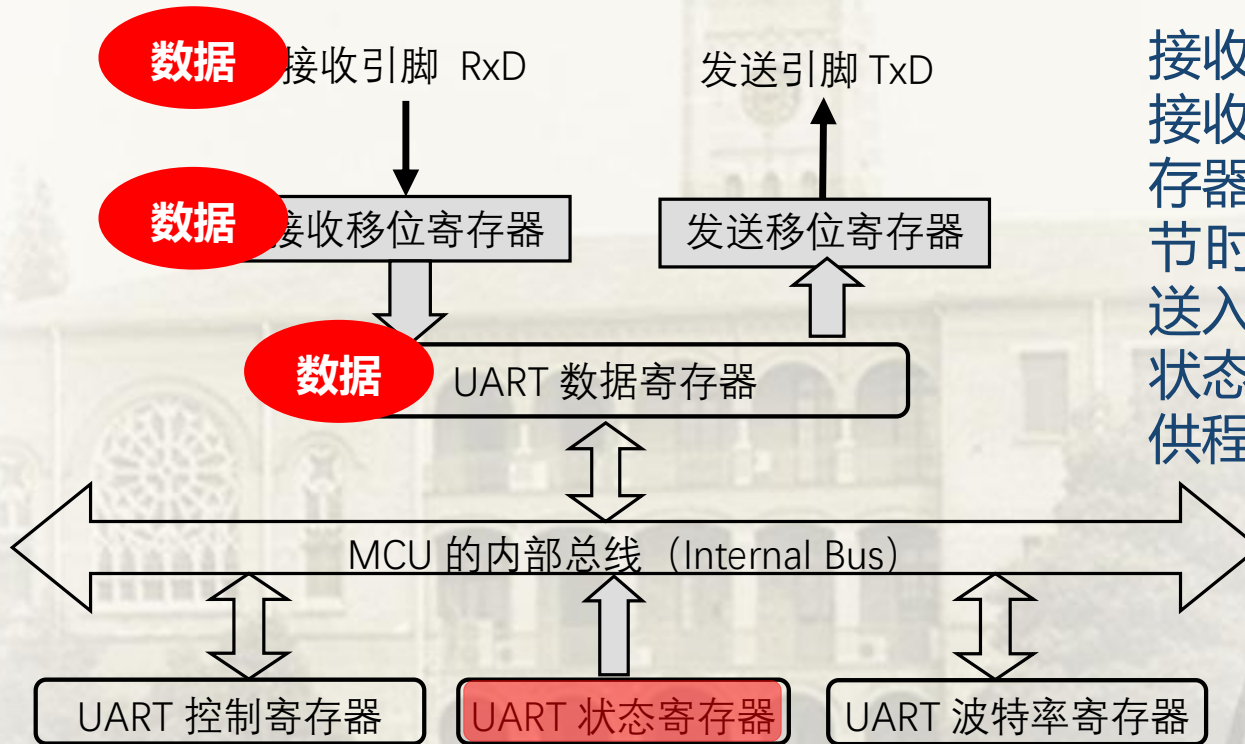 数据
接收引脚 RxD
发送引脚 TxD
数据
接收移位寄存器
发送移位寄存器
数据
UART 数据寄存器
MCU 的内部总线（Internal Bus）
UART 控制寄存器
UART 状态寄存器
UART 波特率寄存器
接收
接收
存器
节时
送入
状态
供程